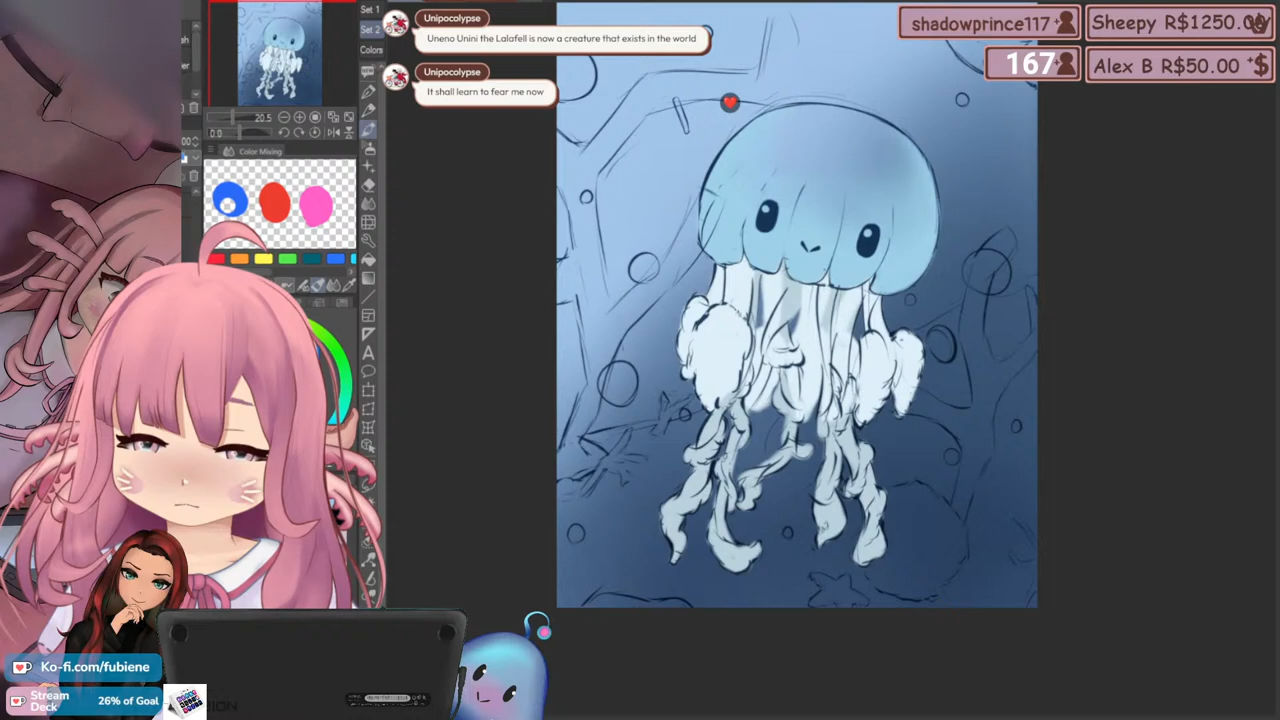 Set 1
Set 2
Colors
Unipocolypse
Uneno Unini the Lalafell is now a creature that exists in the world
Unipocolypse
It shall learn to fear me now
shadowprince117
Sheepy R$1250.00
167
Alex B R$50.00
20.5
0.0
Color Mixing
Ko-fi.com/fubiene
Stream Deck
26% of Goal